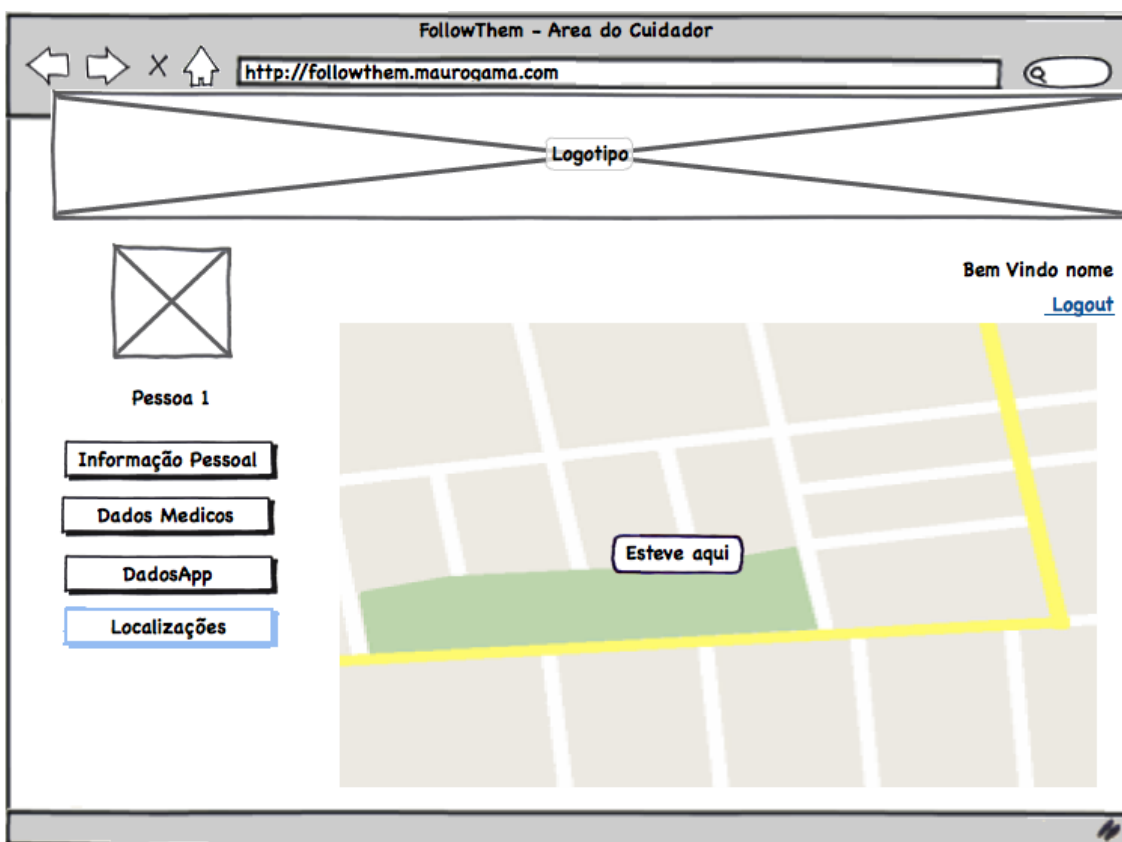 FollowThem - Area do Cuidador
http://followthem.maurogama.com
Logotipo
Bem Vindo nome
Logout
Pessoa 1
Informação Pessoal
Dados Medicos
DadosApp
Localizações
Esteve aqui